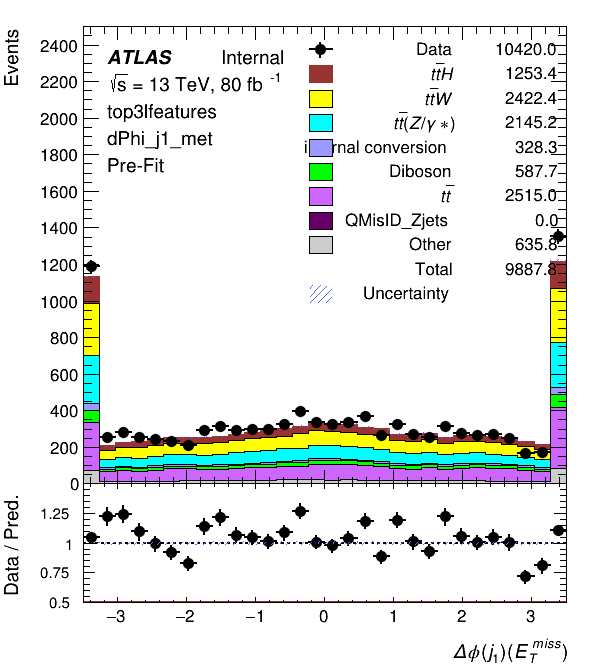 Events
2400
2200
2000
1800
1600
1400
1200
1000
800
600
400
200
0
ATLAS Internal
√s = 13 TeV, 80 fb⁻¹
top3lfeatures
dPhi_j1_met
Pre-Fit
Data 10420.0
tt̄H 1253.4
tt̄W 2422.4
tt̄(Z/γ*) 2145.2
internal conversion 328.3
Diboson 587.7
tt̄ 2515.0
QMisID_Zjets 0.0
Other 635.8
Total 9887.8
Uncertainty
Data / Pred.
1.25
1
0.75
0.5
−3 −2 −1 0 1 2 3
Δϕ(j₁)(E_T^miss)